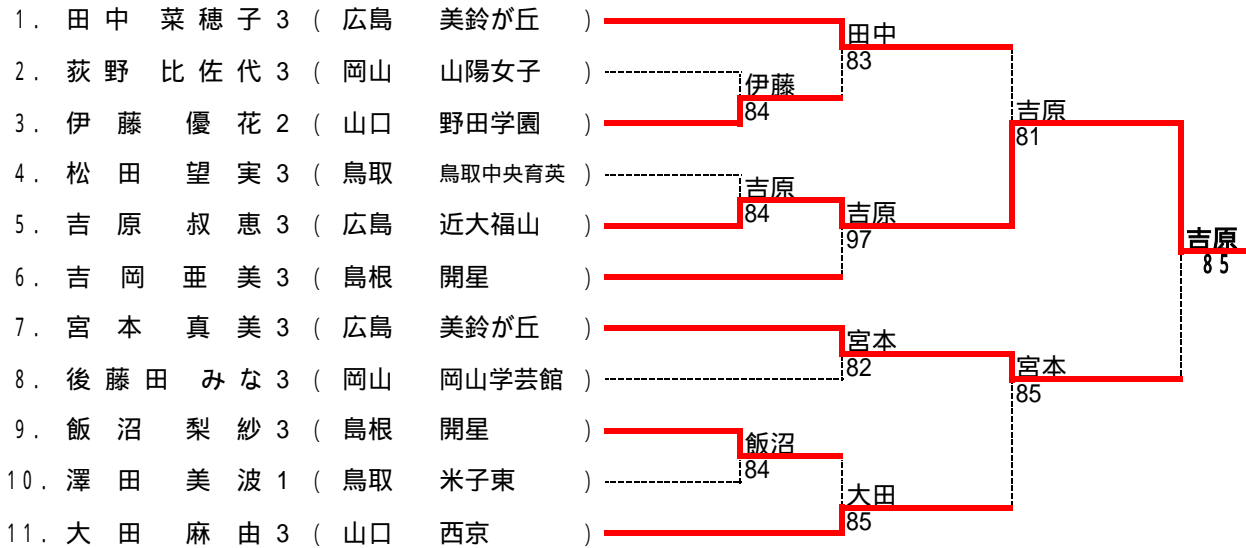 1. 田中 菜穂子 3 ( 広島 美鈴が丘 )
田中
83
2. 荻野 比佐代 3 ( 岡山 山陽女子 )
伊藤
84
3. 伊藤 優花 2 ( 山口 野田学園 )
吉原
81
4. 松田 望実 3 ( 鳥取 鳥取中央育英 )
吉原
84
5. 吉原 叔恵 3 ( 広島 近大福山 )
吉原
97
吉原
85
6. 吉岡 亜美 3 ( 島根 開星 )
7. 宮本 真美 3 ( 広島 美鈴が丘 )
宮本
82
8. 後藤田 みな 3 ( 岡山 岡山学芸館 )
宮本
85
9. 飯沼 梨紗 3 ( 島根 開星 )
飯沼
84
10. 澤田 美波 1 ( 鳥取 米子東 )
大田
85
11. 大田 麻由 3 ( 山口 西京 )